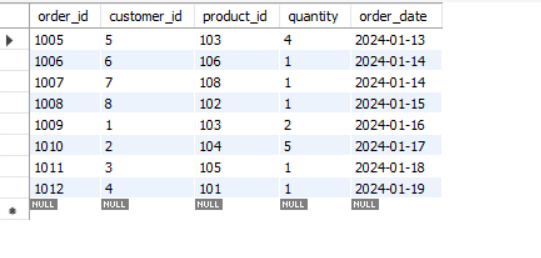 order_id customer_id product_id quantity order_date
1005 5 103 4 2024-01-13
1006 6 106 1 2024-01-14
1007 7 108 1 2024-01-14
1008 8 102 1 2024-01-15
1009 1 103 2 2024-01-16
1010 2 104 5 2024-01-17
1011 3 105 1 2024-01-18
1012 4 101 1 2024-01-19
NULL NULL NULL NULL NULL